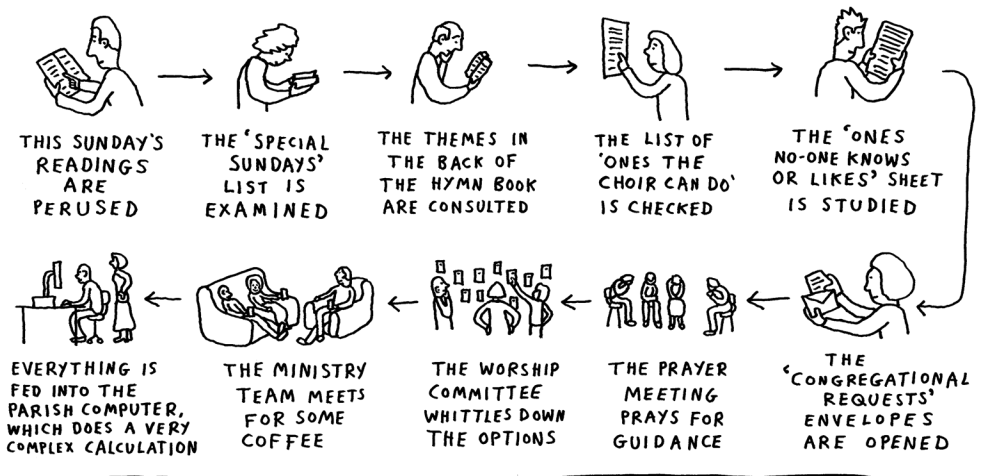 THIS SUNDAY'S
READINGS
ARE
PERUSED
THE 'SPECIAL
SUNDAYS'
LIST IS
EXAMINED
THE THEMES IN
THE BACK OF
THE HYMN BOOK
ARE CONSULTED
THE LIST OF
'ONES THE
CHOIR CAN DO'
IS CHECKED
THE 'ONES
NO-ONE KNOWS
OR LIKES' SHEET
IS STUDIED
THE
'CONGREGATIONAL
REQUESTS'
ENVELOPES
ARE OPENED
THE PRAYER
MEETING
PRAYS FOR
GUIDANCE
THE WORSHIP
COMMITTEE
WHITTLES DOWN
THE OPTIONS
THE MINISTRY
TEAM MEETS
FOR SOME
COFFEE
EVERYTHING IS
FED INTO THE
PARISH COMPUTER,
WHICH DOES A VERY
COMPLEX CALCULATION